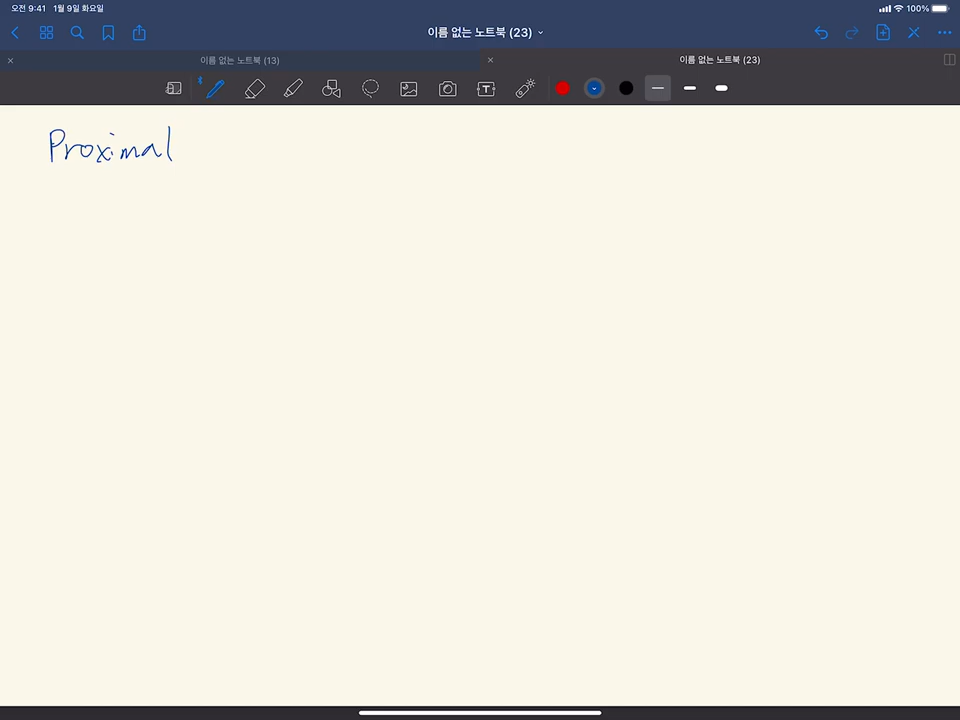 오전 9:41 1월 9일 화요일 100%
이름 없는 노트북 (23)
이름 없는 노트북 (13) 이름 없는 노트북 (23)
T
Proximal